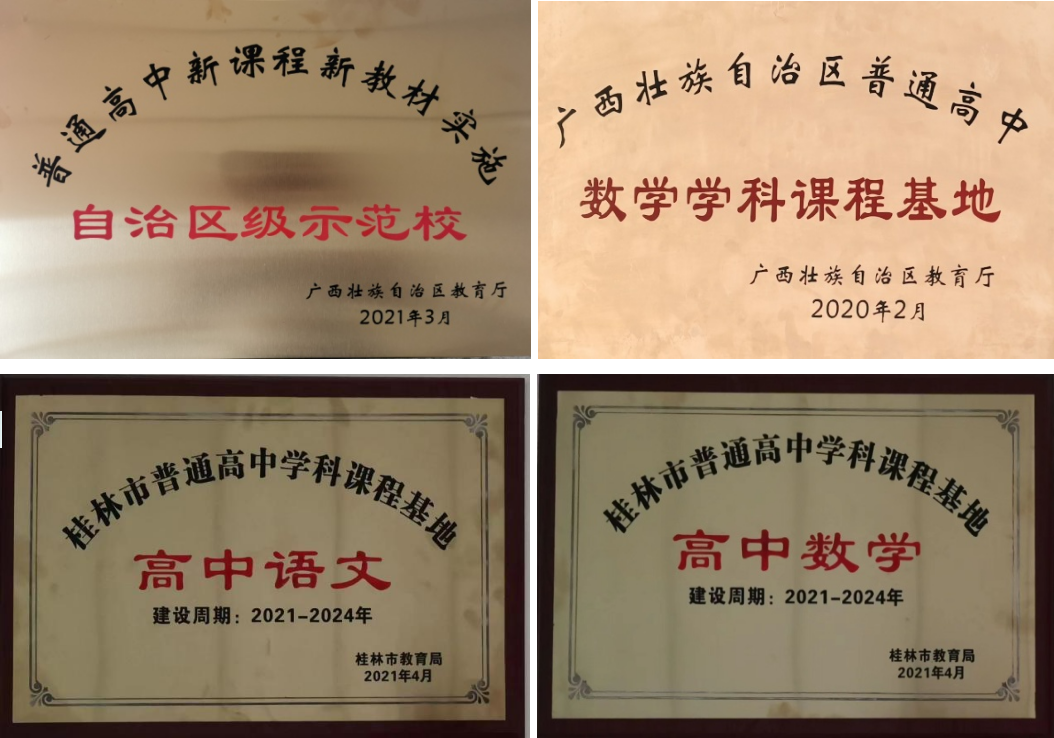 普通高中新课程新教材实施
自治区级示范校
广西壮族自治区教育厅
2021年3月
广西壮族自治区普通高中
数学学科课程基地
广西壮族自治区教育厅
2020年2月
桂林市普通高中学科课程基地
高中语文
建设周期：2021-2024年
桂林市教育局
2021年4月
桂林市普通高中学科课程基地
高中数学
建设周期：2021-2024年
桂林市教育局
2021年4月